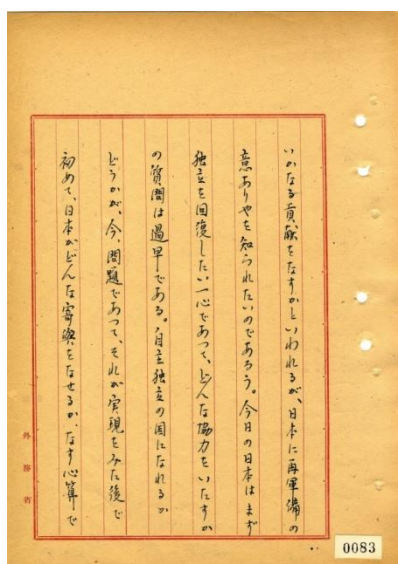 いかなる貢献をなすかといわれるが、日本に再軍備の
意ありやを知られたいのであろう。今日の日本はまず
独立を回復したい一心であつて、どんな協力をいたすか
の質問は過早である。自主独立の国になれるか
どうかが、今、問題であつて、それが実現をみた後で
初めて、日本がどんな寄与をなせるか、なす心算で
外務省
0083